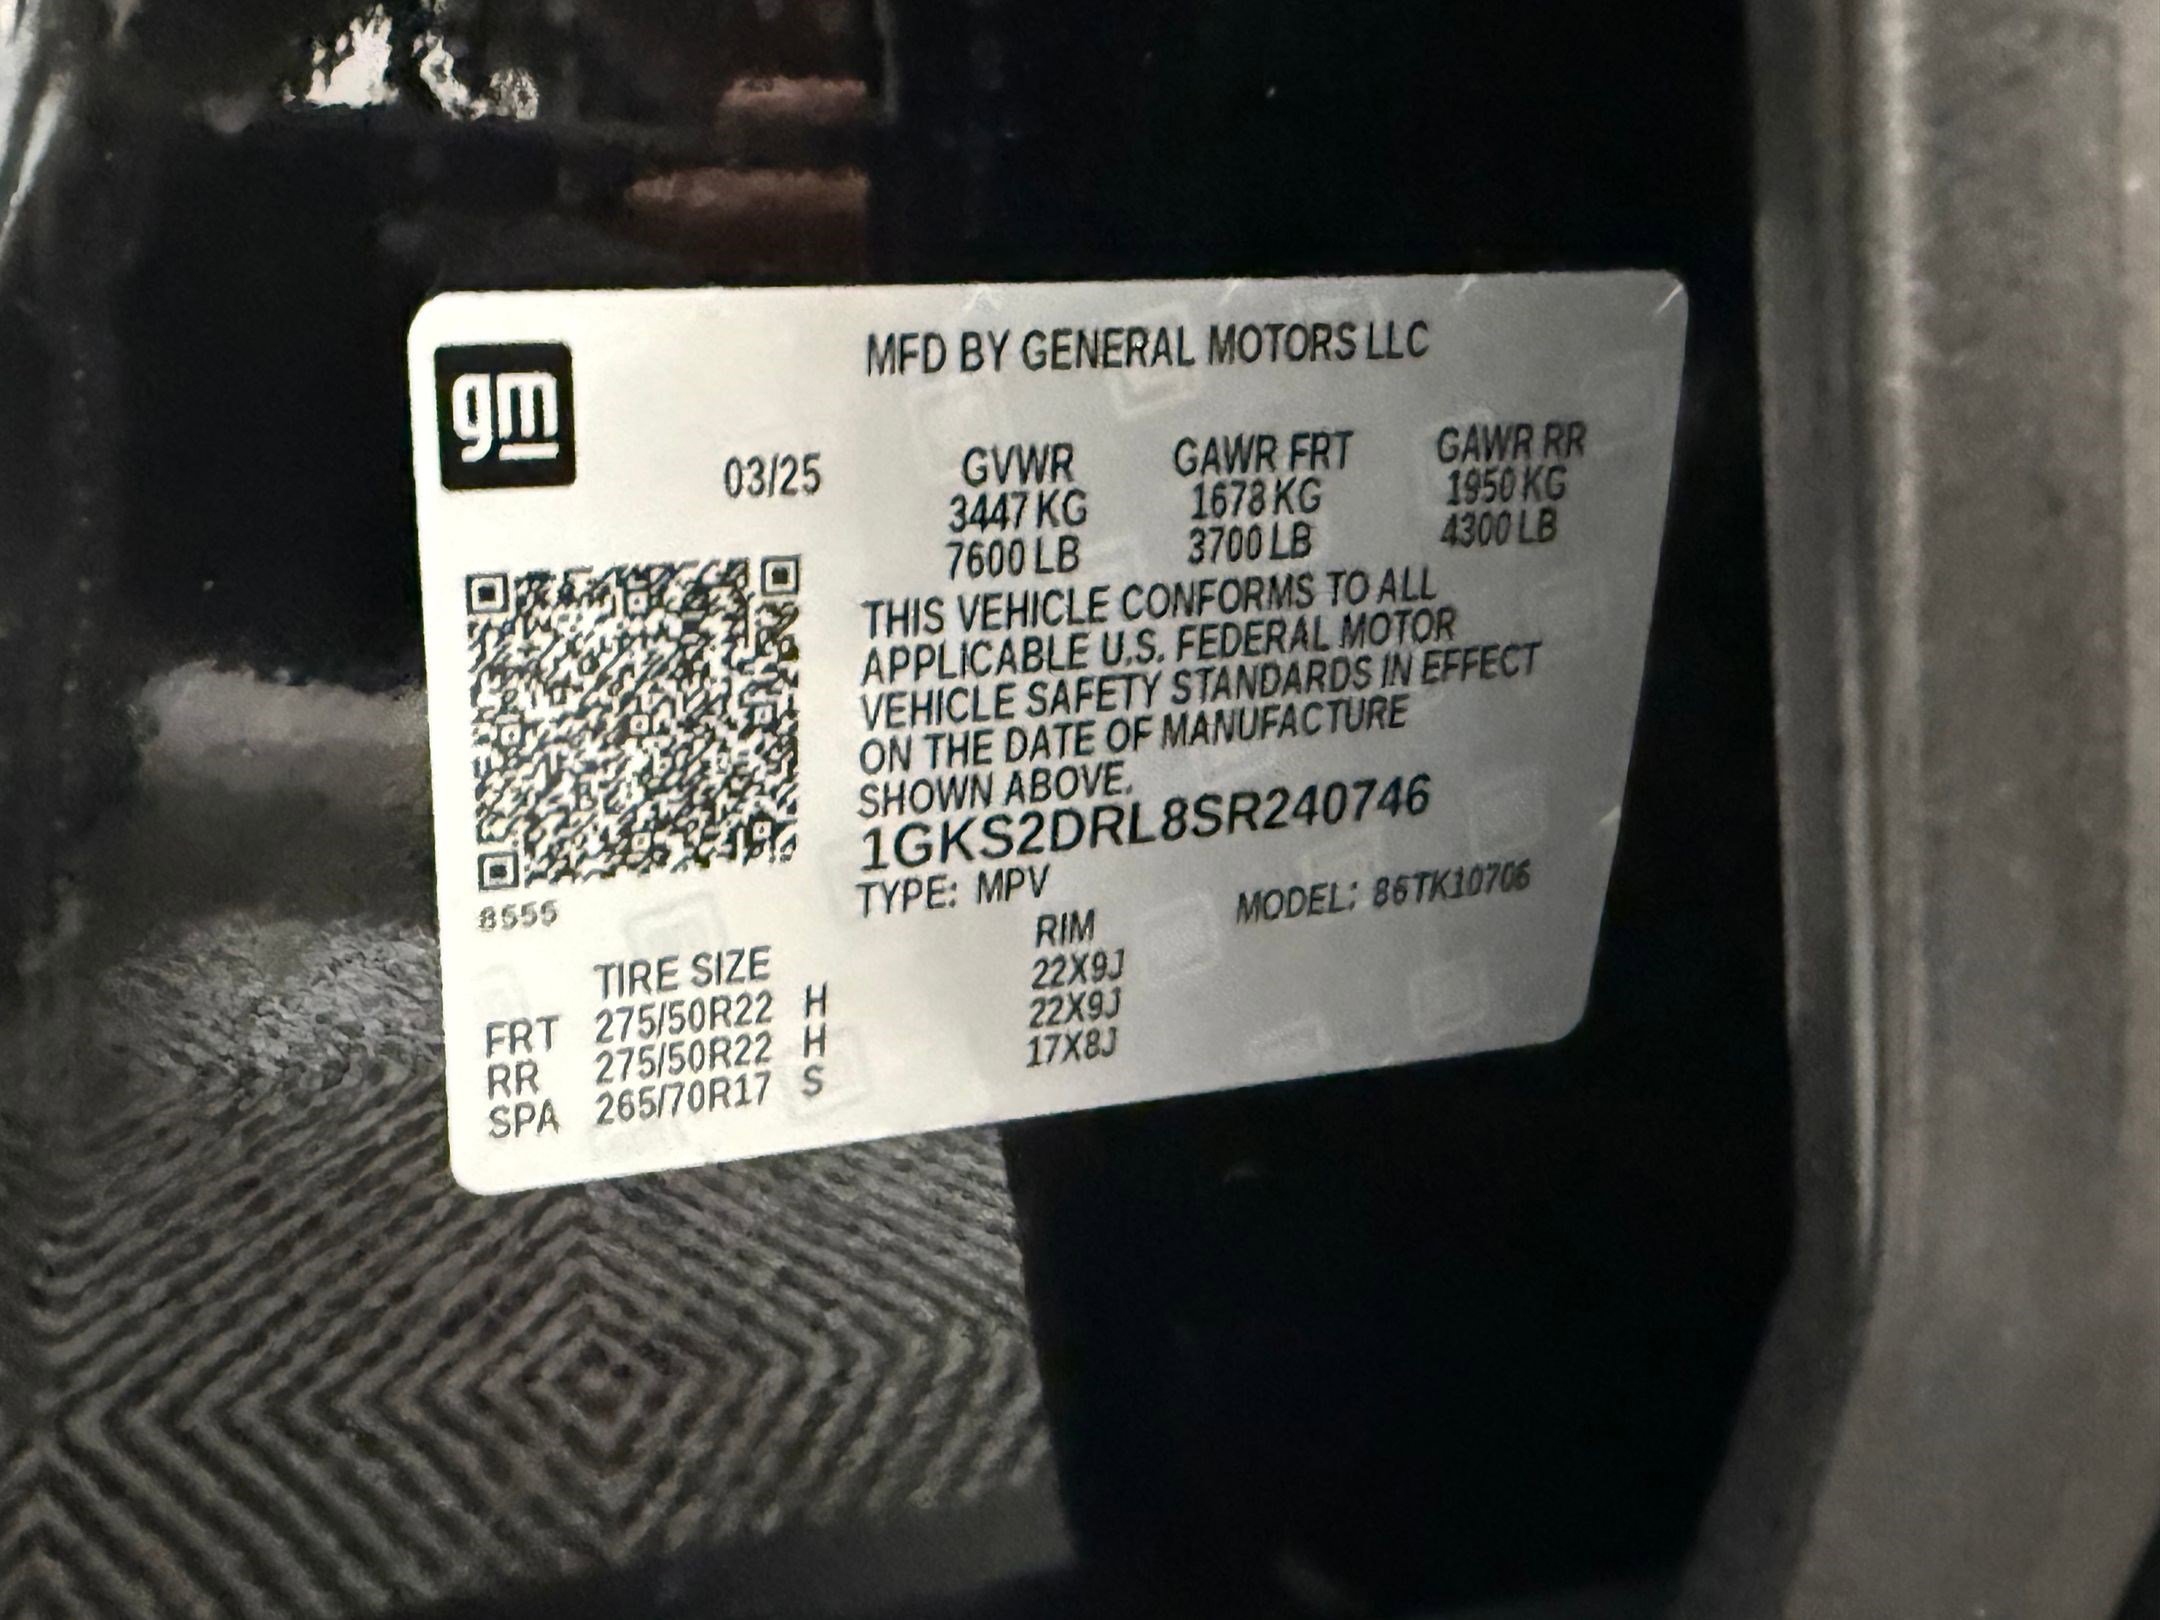 gm
MFD BY GENERAL MOTORS LLC
03/25 GVWR GAWR FRT GAWR RR
3447 KG 1678 KG 1950 KG
7600 LB 3700 LB 4300 LB
THIS VEHICLE CONFORMS TO ALL
APPLICABLE U.S. FEDERAL MOTOR
VEHICLE SAFETY STANDARDS IN EFFECT
ON THE DATE OF MANUFACTURE
SHOWN ABOVE.
1GKS2DRL8SR240746
TYPE: MPV MODEL: 86TK10706
8555
TIRE SIZE RIM
FRT 275/50R22 H 22X9J
RR 275/50R22 H 22X9J
SPA 265/70R17 S 17X8J